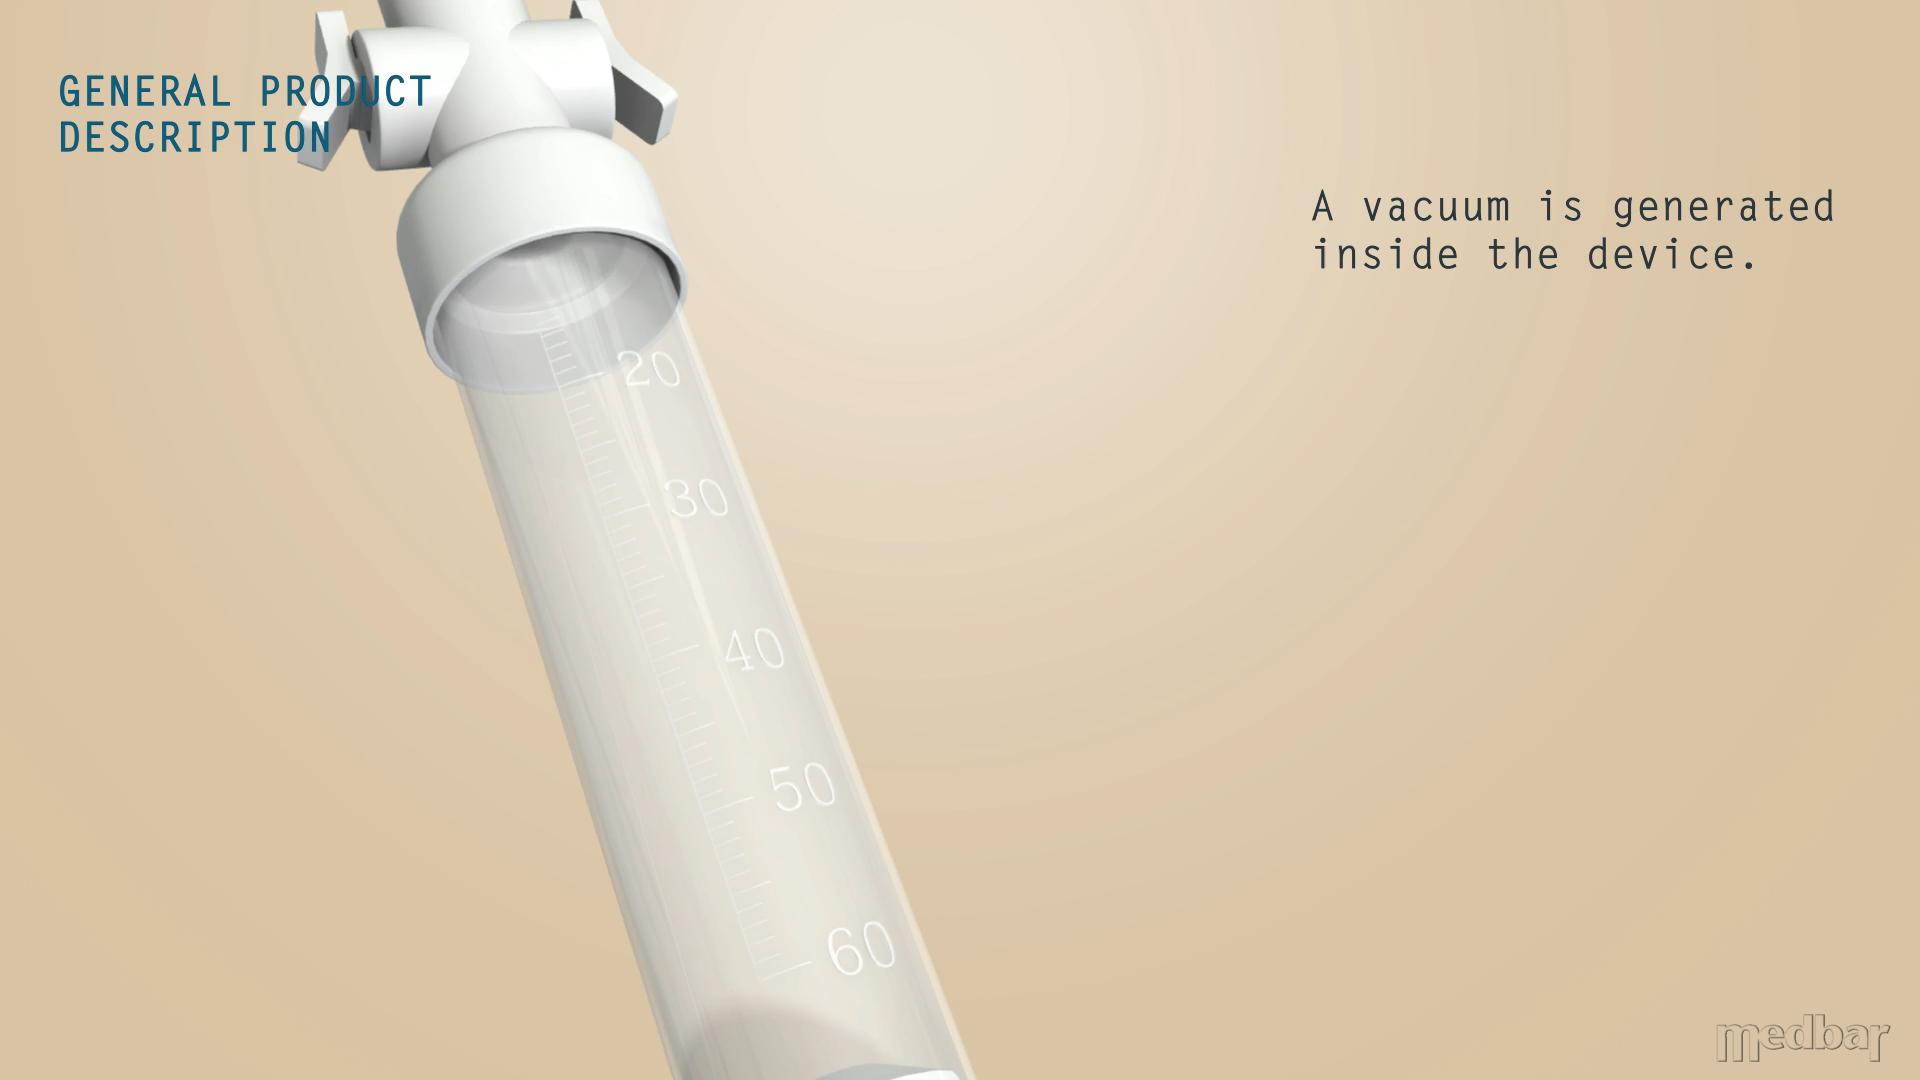 GENERAL PRODUCT
DESCRIPTION
A vacuum is generated
inside the device.
20
30
40
50
60
medbar